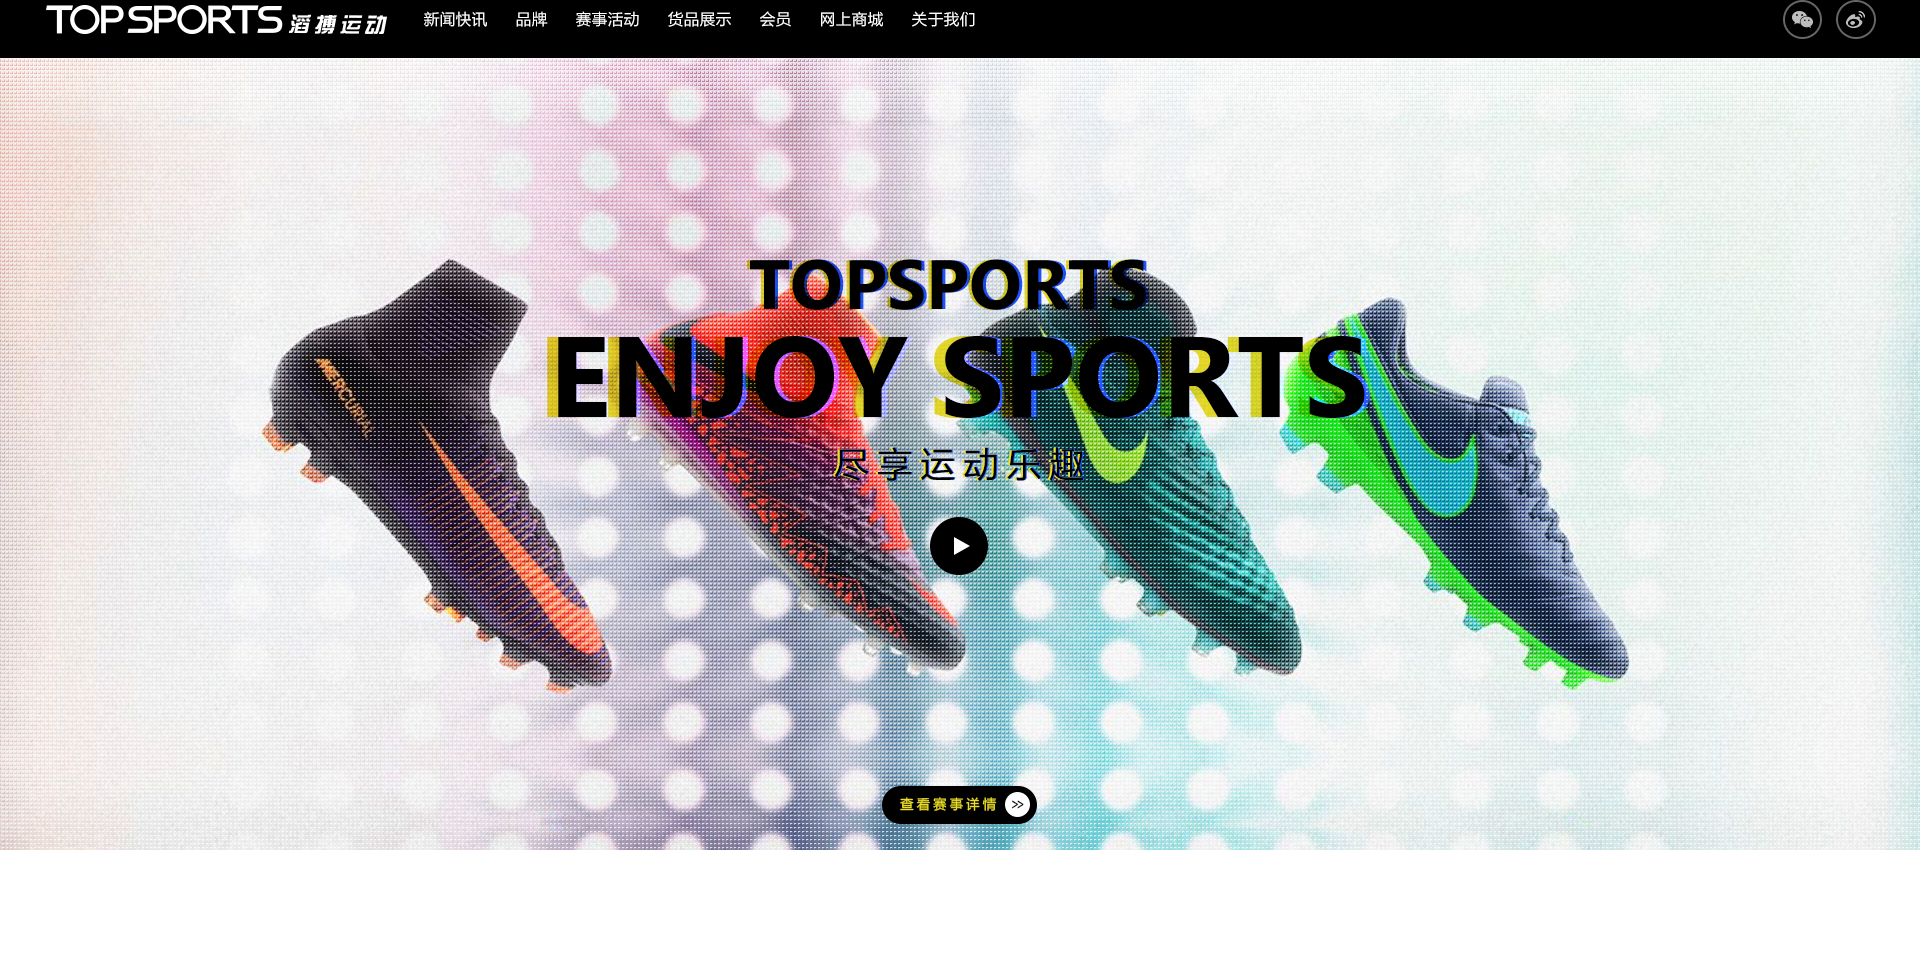 TOPSPORTS 滔搏运动
新闻快讯 品牌 赛事活动 货品展示 会员 网上商城 关于我们
TOPSPORTS
ENJOY SPORTS
MERCURIAL
尽享运动乐趣
查看赛事详情